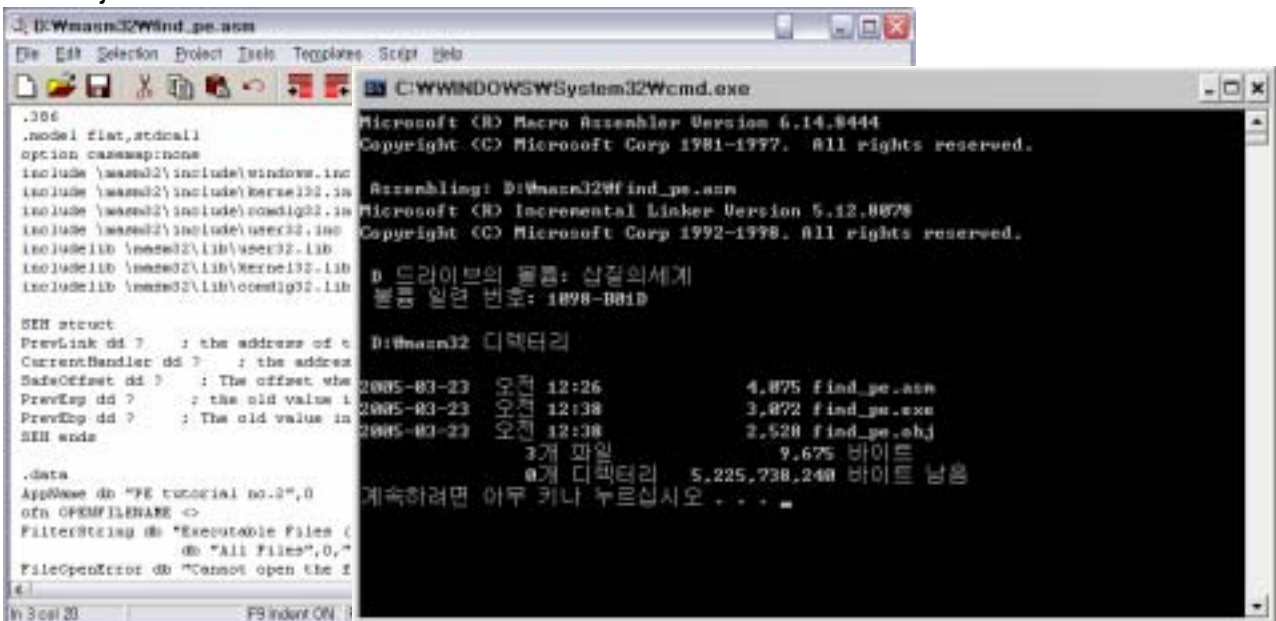 D:₩masm32₩find_pe.asm
File Edit Selection Project Tools Templates Script Help
.386
.model flat,stdcall
option casemap:none
include \masm32\include\windows.inc
include \masm32\include\kernel32.in
include \masm32\include\comdlg32.in
include \masm32\include\user32.inc
includelib \masm32\lib\user32.lib
includelib \masm32\lib\kernel32.lib
includelib \masm32\lib\comdlg32.lib
SEH struct
PrevLink dd ? ; the address of t
CurrentHandler dd ? ; the addres
SafeOffset dd ? ; The offset whe
PrevEsp dd ? ; the old value i
PrevEbp dd ? ; The old value in
SEH ends
.data
AppName db "PE tutorial no.2",0
ofn OPENFILENAME <>
FilterString db "Executable Files (
db "All Files",0,"
FileOpenError db "Cannot open the f
ln 3 col 20 F9 Indent ON
C:₩WINDOWS₩System32₩cmd.exe
Microsoft (R) Macro Assembler Version 6.14.8444
Copyright (C) Microsoft Corp 1981-1997. All rights reserved.
Assembling: D:₩masm32₩find_pe.asm
Microsoft (R) Incremental Linker Version 5.12.8078
Copyright (C) Microsoft Corp 1992-1998. All rights reserved.
D 드라이브의 볼륨: 삽질의세계
볼륨 일련 번호: 1098-B01D
D:₩masm32 디렉터리
2005-03-23 오전 12:26 4,075 find_pe.asm
2005-03-23 오전 12:38 3,072 find_pe.exe
2005-03-23 오전 12:38 2,528 find_pe.obj
3개 파일 9,675 바이트
0개 디렉터리 5,225,738,240 바이트 남음
계속하려면 아무 키나 누르십시오 . . .